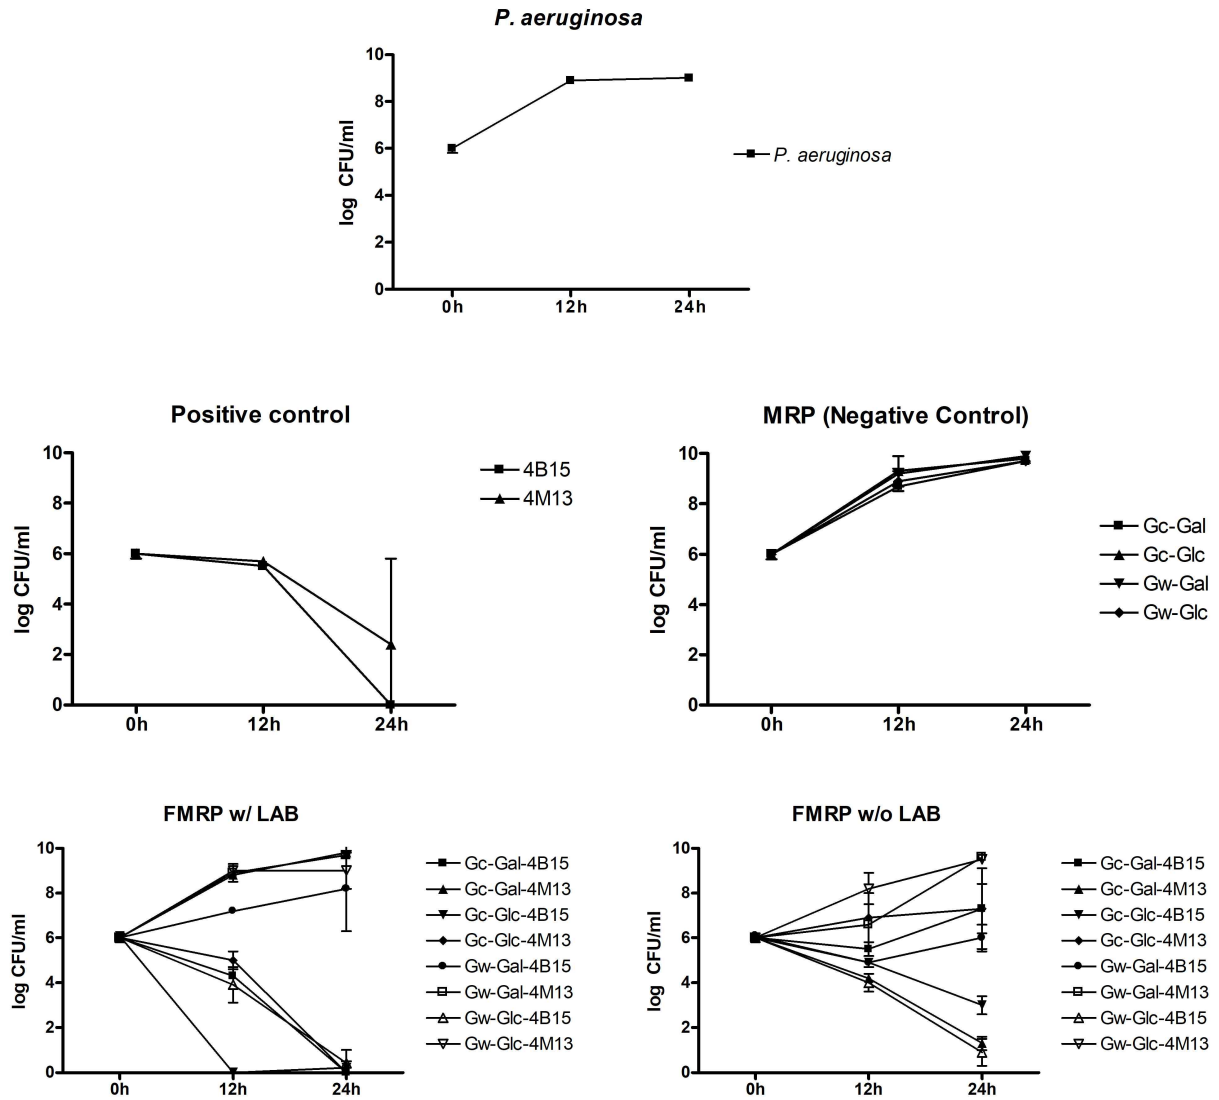 P. aeruginosa
log CFU/ml
10
8
6
4
2
0
0h 12h 24h
P. aeruginosa
Positive control
log CFU/ml
10
8
6
4
2
0
0h 12h 24h
4B15
4M13
MRP (Negative Control)
log CFU/ml
10
8
6
4
2
0
0h 12h 24h
Gc-Gal
Gc-Glc
Gw-Gal
Gw-Glc
FMRP w/ LAB
log CFU/ml
10
8
6
4
2
0
0h 12h 24h
Gc-Gal-4B15
Gc-Gal-4M13
Gc-Glc-4B15
Gc-Glc-4M13
Gw-Gal-4B15
Gw-Gal-4M13
Gw-Glc-4B15
Gw-Glc-4M13
FMRP w/o LAB
log CFU/ml
10
8
6
4
2
0
0h 12h 24h
Gc-Gal-4B15
Gc-Gal-4M13
Gc-Glc-4B15
Gc-Glc-4M13
Gw-Gal-4B15
Gw-Gal-4M13
Gw-Glc-4B15
Gw-Glc-4M13